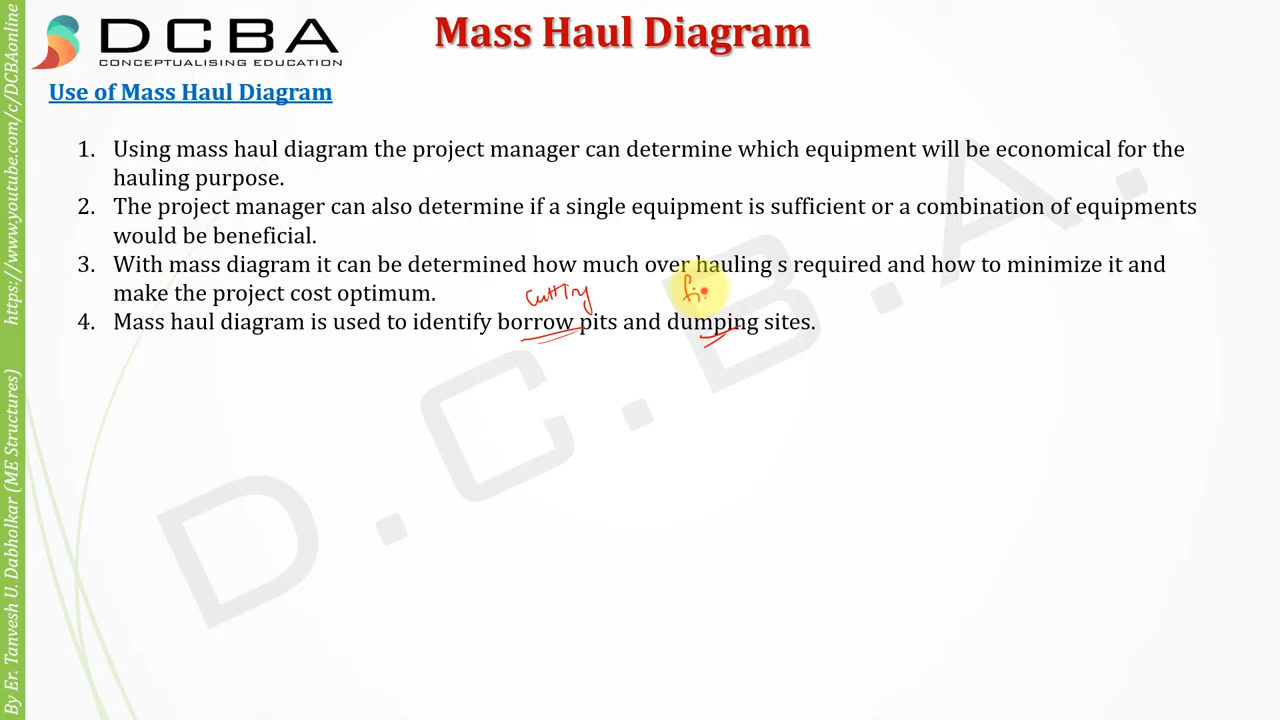 Mass Haul Diagram
DCBA
CONCEPTUALISING EDUCATION
Use of Mass Haul Diagram
1. Using mass haul diagram the project manager can determine which equipment will be economical for the
hauling purpose.
2. The project manager can also determine if a single equipment is sufficient or a combination of equipments
would be beneficial.
3. With mass diagram it can be determined how much over hauling s required and how to minimize it and
make the project cost optimum.
cutting fi
4. Mass haul diagram is used to identify borrow pits and dumping sites.
D.C.B.A.
By Er. Tanvesh U. Dabholkar (ME Structures)
https://www.youtube.com/c/DCBAonline